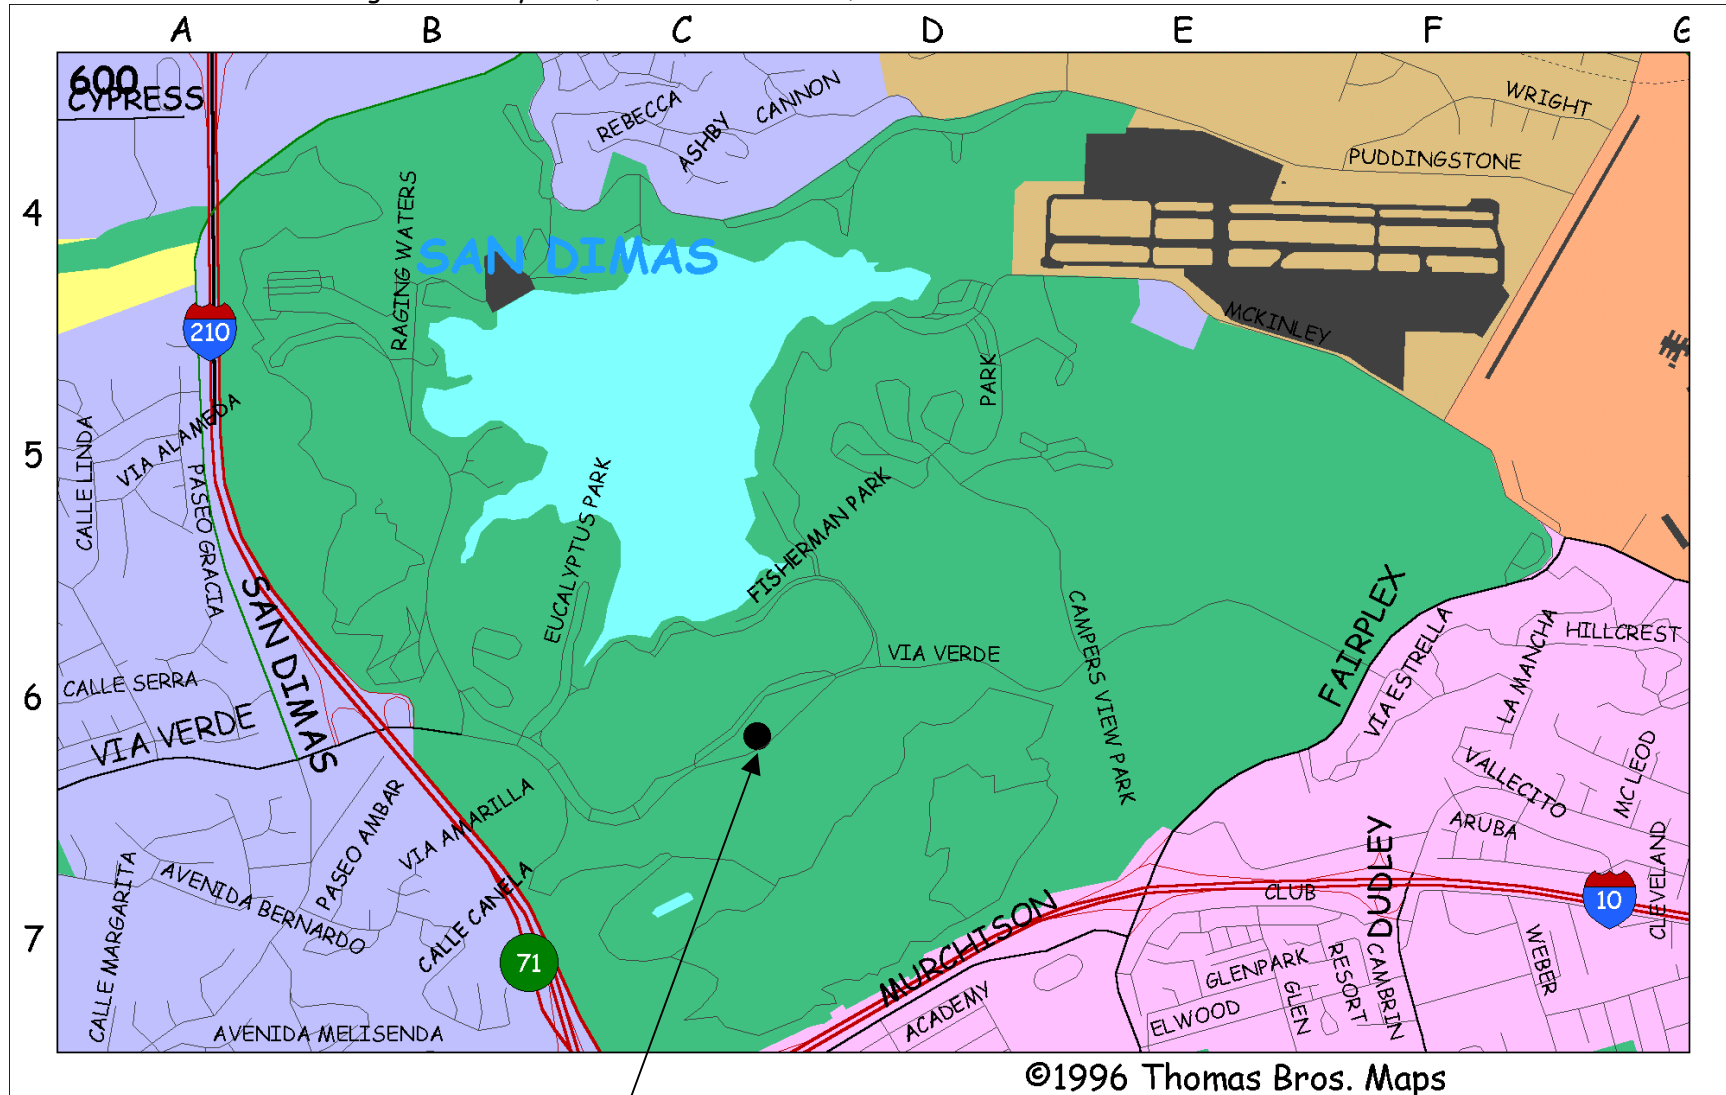 A B C D E F G
600
CYPRESS
REBECCA
ASHBY
CANNON
WRIGHT
PUDDINGSTONE
4
RAGING WATERS
SAN DIMAS
210
MCKINLEY
PARK
5
CALLE LINDA
VIA ALAMEDA
PASEO GRACIA
EUCALYPTUS PARK
FISHERMAN PARK
SAN DIMAS
CAMPERS VIEW PARK
FAIRPLEX
VIA ESTRELLA
LA MANCHA
HILLCREST
VIA VERDE
6
CALLE SERRA
VIA VERDE
MC LEOD
VALLECITO
ARUBA
PASEO AMBAR
VIA AMARILLA
CLEVELAND
DUDLEY
CLUB
10
7
CALLE MARGARITA
AVENIDA BERNARDO
CALLE CANELA
71
MURCHISON
WEBER
GLENPARK
RESORT
CAMBRIN
GLEN
ELWOOD
ACADEMY
AVENIDA MELISENDA
©1996 Thomas Bros. Maps